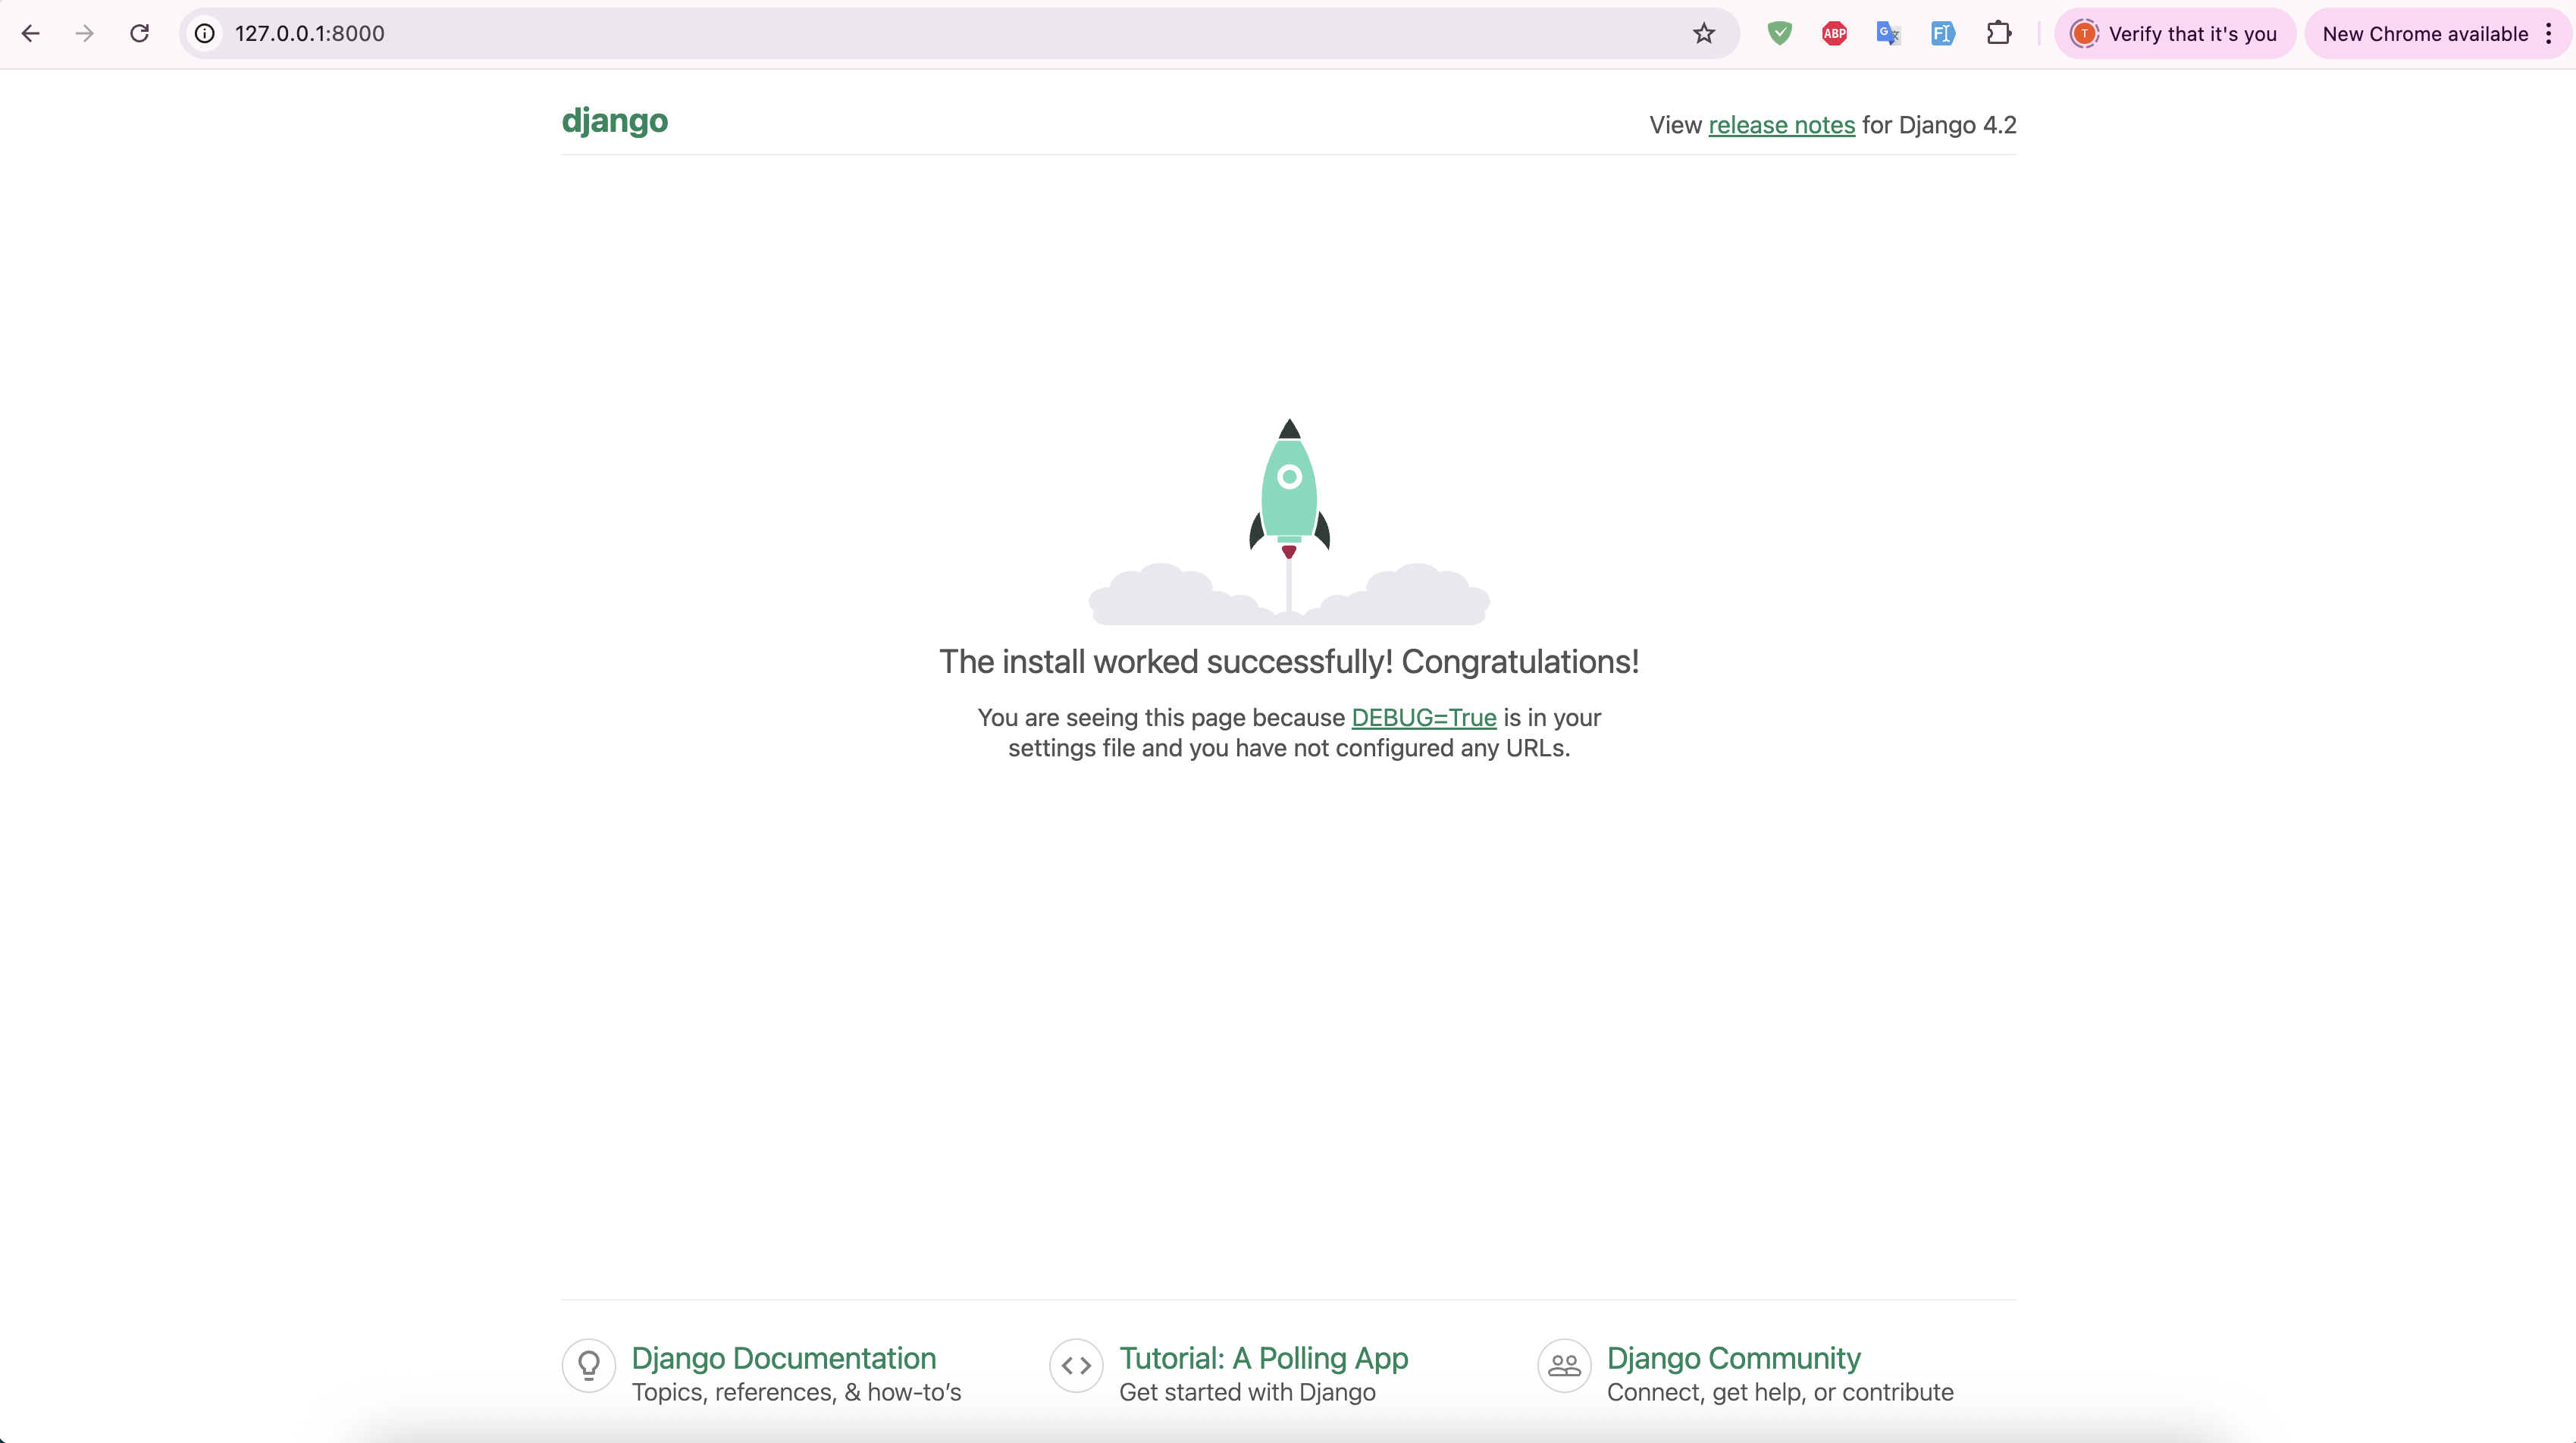 127.0.0.1:8000
ABP
G
FI
T
Verify that it's you
New Chrome available
django
View release notes for Django 4.2
The install worked successfully! Congratulations!
You are seeing this page because DEBUG=True is in your
settings file and you have not configured any URLs.
Django Documentation
Topics, references, & how-to’s
Tutorial: A Polling App
Get started with Django
Django Community
Connect, get help, or contribute